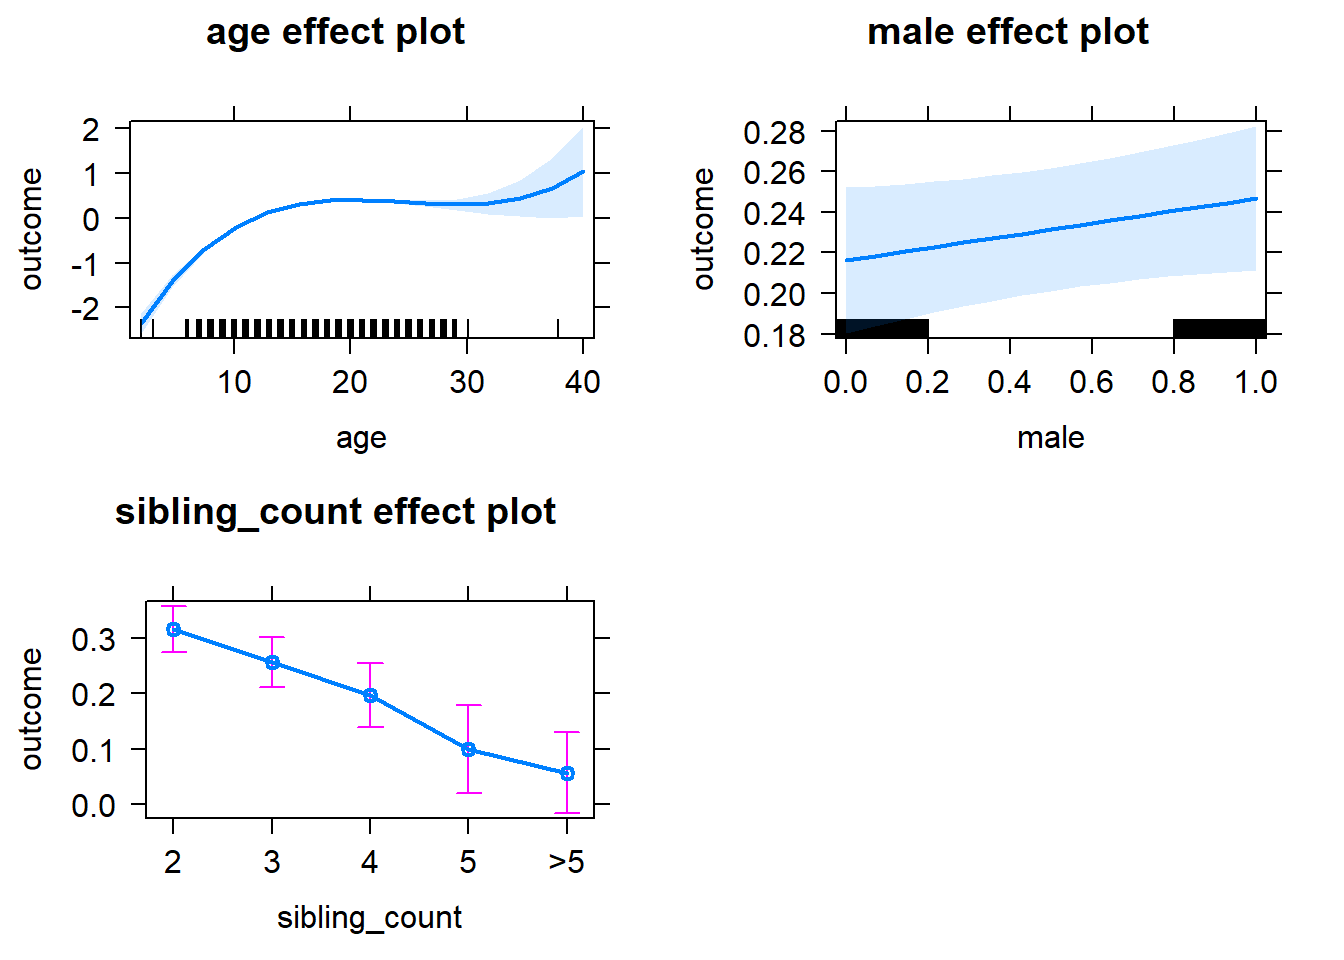 age effect plot
outcome
2
1
0
-1
-2
10 20 30 40
age
male effect plot
outcome
0.28
0.26
0.24
0.22
0.20
0.18
0.0 0.2 0.4 0.6 0.8 1.0
male
sibling_count effect plot
outcome
0.3
0.2
0.1
0.0
2 3 4 5 >5
sibling_count